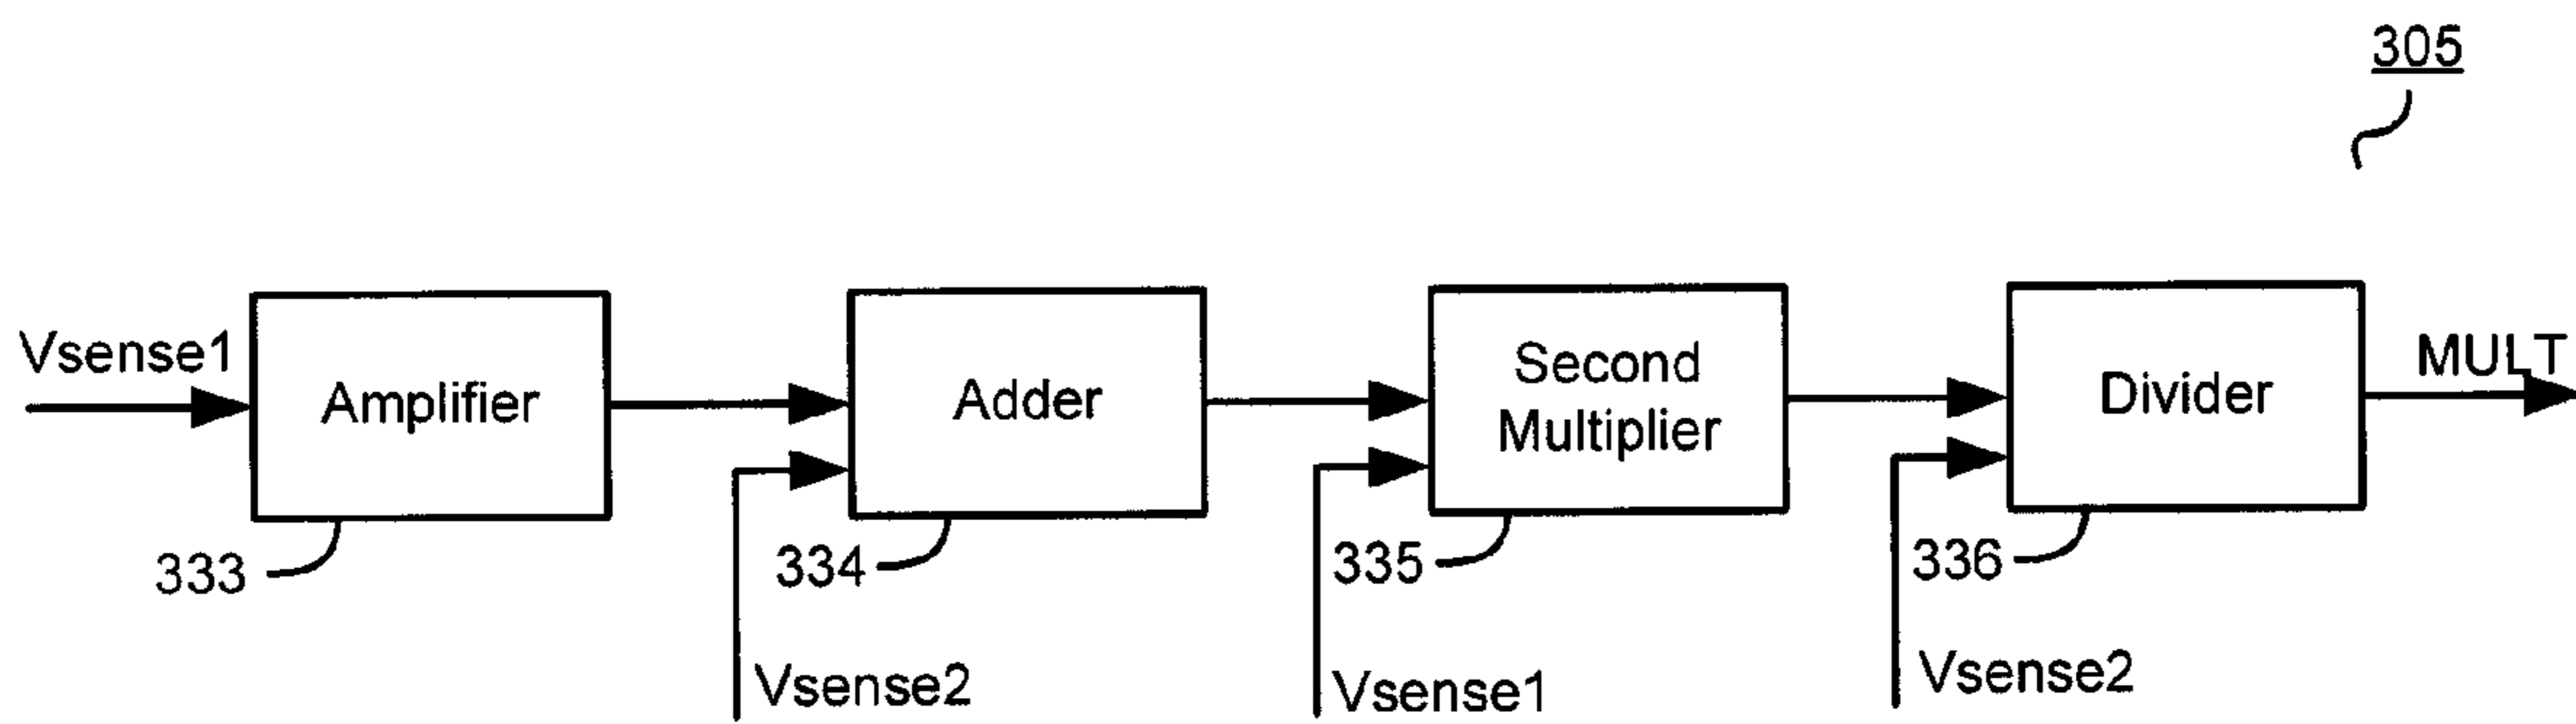 305
Vsense1
Amplifier
Adder
Second
Multiplier
Divider
MULT
333
334
335
336
Vsense2
Vsense1
Vsense2